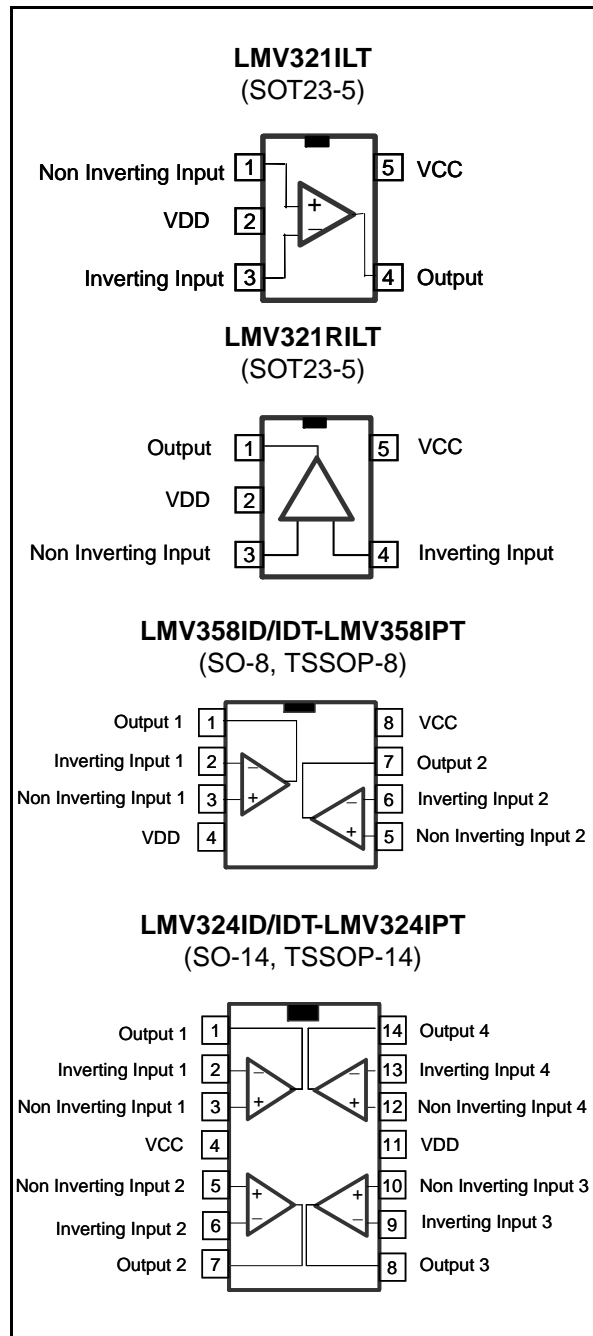 LMV321ILT
(SOT23-5)
Non Inverting Input 1 5 VCC
+
VDD 2
−
Inverting Input 3 4 Output
LMV321RILT
(SOT23-5)
Output 1 5 VCC
VDD 2
Non Inverting Input 3 4 Inverting Input
LMV358ID/IDT-LMV358IPT
(SO-8, TSSOP-8)
Output 1 1 8 VCC
Inverting Input 1 2 − 7 Output 2
Non Inverting Input 1 3 + − 6 Inverting Input 2
VDD 4 + 5 Non Inverting Input 2
LMV324ID/IDT-LMV324IPT
(SO-14, TSSOP-14)
Output 1 1 14 Output 4
Inverting Input 1 2 − − 13 Inverting Input 4
Non Inverting Input 1 3 + + 12 Non Inverting Input 4
VCC 4 11 VDD
Non Inverting Input 2 5 + + 10 Non Inverting Input 3
Inverting Input 2 6 − − 9 Inverting Input 3
Output 2 7 8 Output 3